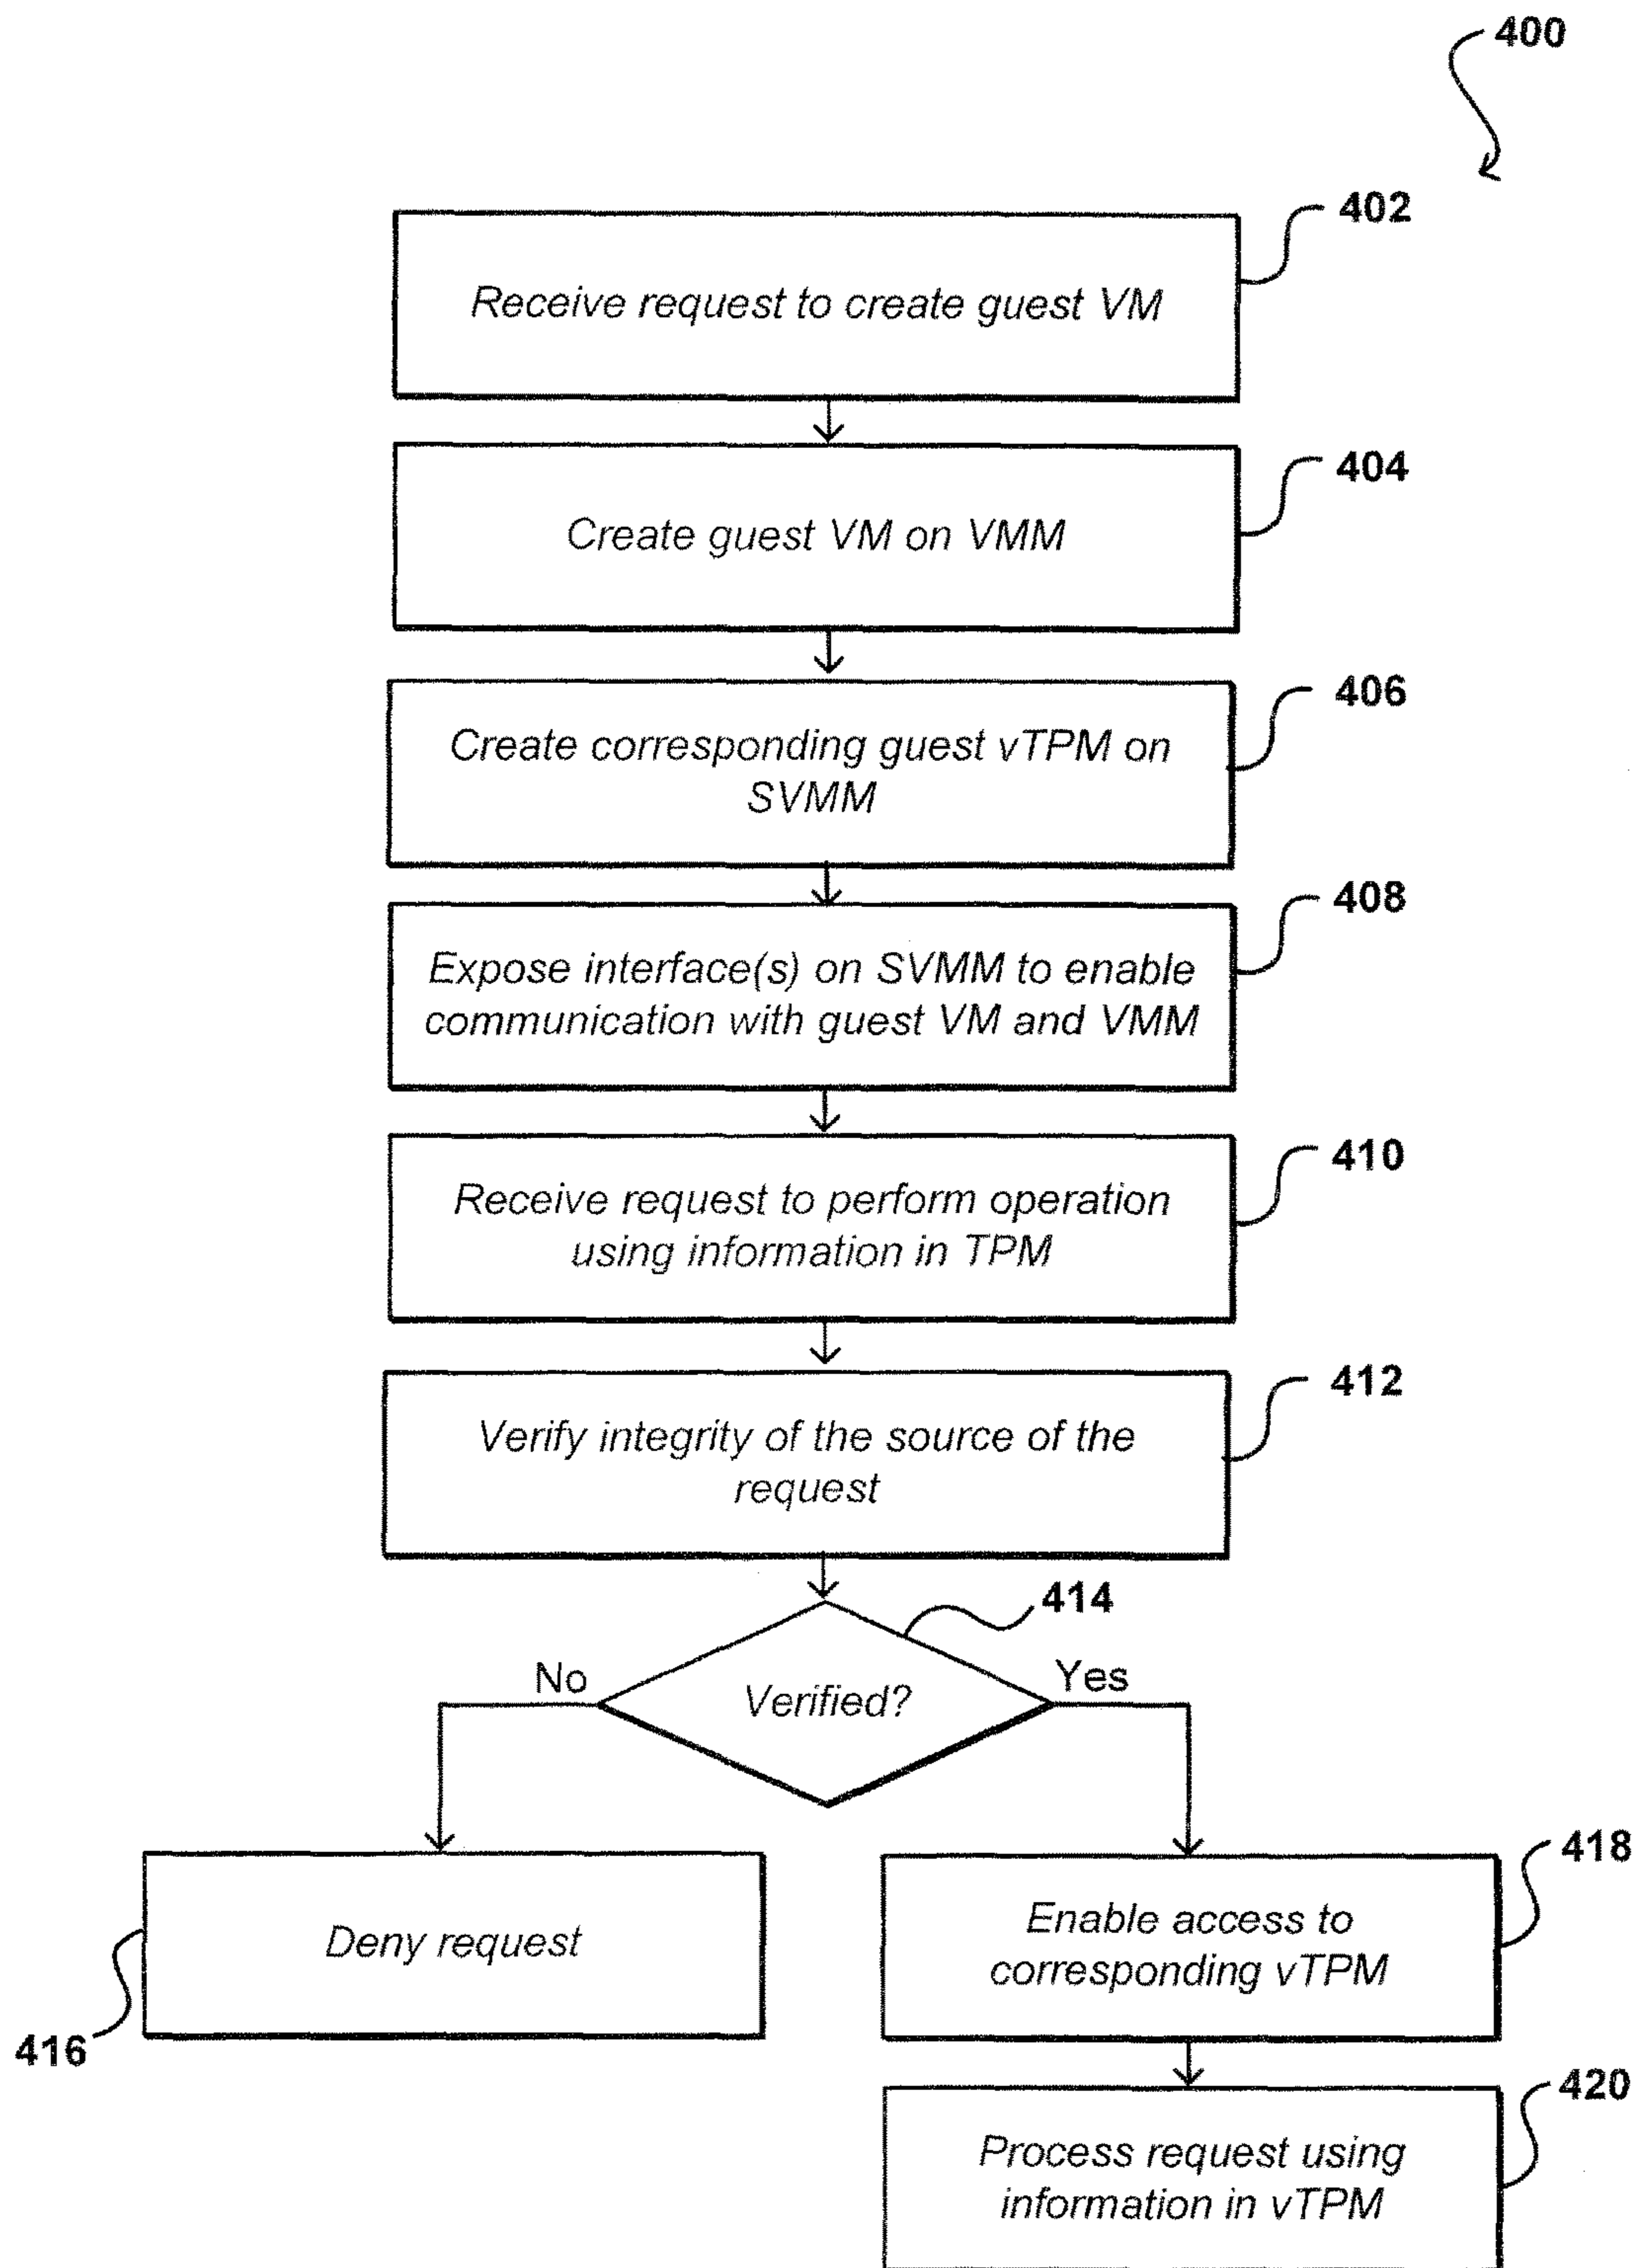 400
402
Receive request to create guest VM
404
Create guest VM on VMM
406
Create corresponding guest vTPM on
SVMM
408
Expose interface(s) on SVMM to enable
communication with guest VM and VMM
410
Receive request to perform operation
using information in TPM
412
Verify integrity of the source of the
request
414
No
Yes
Verified?
418
Deny request
Enable access to
corresponding vTPM
416
420
Process request using
information in vTPM